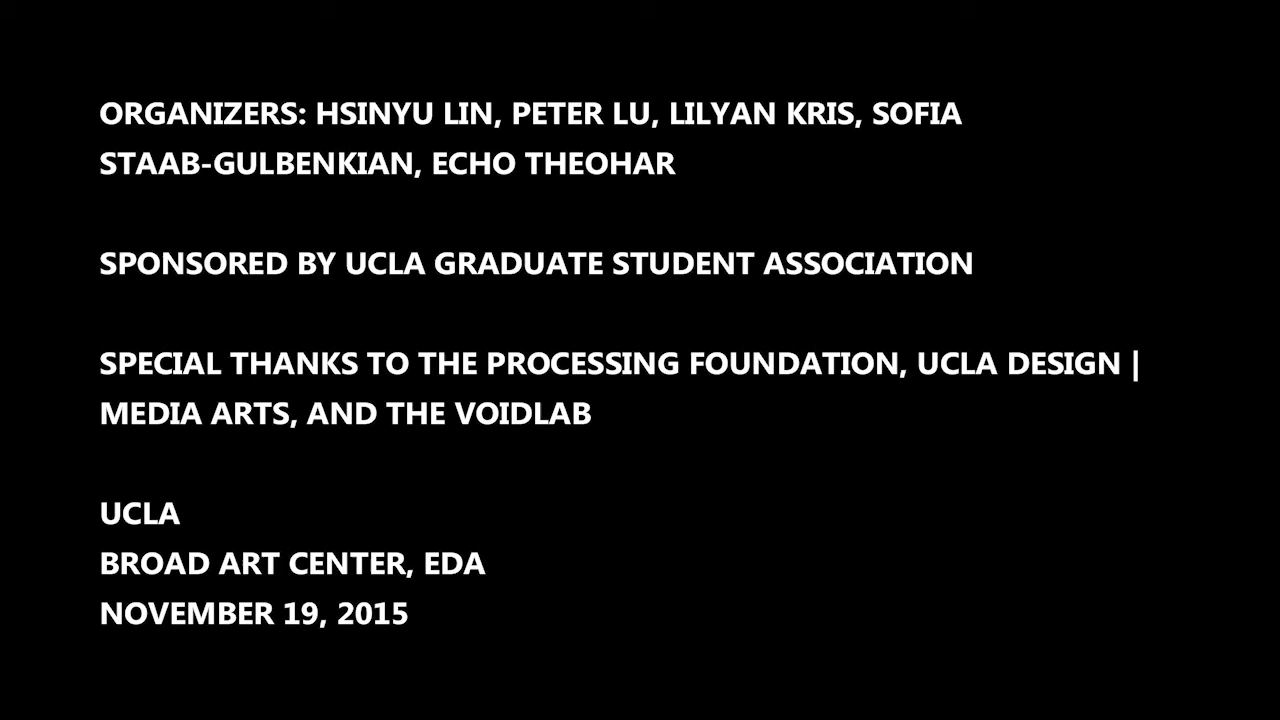 ORGANIZERS: HSINYU LIN, PETER LU, LILYAN KRIS, SOFIA
STAAB-GULBENKIAN, ECHO THEOHAR
SPONSORED BY UCLA GRADUATE STUDENT ASSOCIATION
SPECIAL THANKS TO THE PROCESSING FOUNDATION, UCLA DESIGN |
MEDIA ARTS, AND THE VOIDLAB
UCLA
BROAD ART CENTER, EDA
NOVEMBER 19, 2015